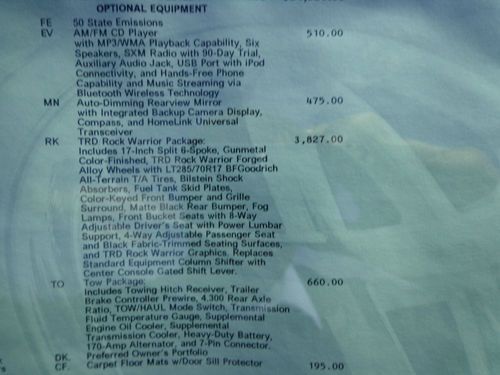 OPTIONAL EQUIPMENT
FE 50 State Emissions
EV AM/FM CD Player 510.00
with MP3/WMA Playback Capability, Six
Speakers, SXM Radio with 90-Day Trial,
Auxiliary Audio Jack, USB Port with iPod
Connectivity, and Hands-Free Phone
Capability and Music Streaming via
Bluetooth Wireless Technology
MN Auto-Dimming Rearview Mirror 475.00
with Integrated Backup Camera Display,
Compass, and HomeLink Universal
Transceiver
RK TRD Rock Warrior Package: 3,827.00
Includes 17-Inch Split 6-Spoke, Gunmetal
Color-Finished, TRD Rock Warrior Forged
Alloy Wheels with LT285/70R17 BFGoodrich
All-Terrain T/A Tires, Bilstein Shock
Absorbers, Fuel Tank Skid Plates,
Color-Keyed Front Bumper and Grille
Surround, Matte Black Rear Bumper, Fog
Lamps, Front Bucket Seats with 8-Way
Adjustable Driver's Seat with Power Lumbar
Support, 4-Way Adjustable Passenger Seat
and Black Fabric-Trimmed Seating Surfaces,
and TRD Rock Warrior Graphics. Replaces
Standard Equipment Column Shifter with
Center Console Gated Shift Lever.
TO Tow Package: 660.00
Includes Towing Hitch Receiver, Trailer
Brake Controller Prewire, 4.300 Rear Axle
Ratio, TOW/HAUL Mode Switch, Transmission
Fluid Temperature Gauge, Supplemental
Engine Oil Cooler, Supplemental
Transmission Cooler, Heavy-Duty Battery,
170-Amp Alternator, and 7-Pin Connector.
DK. Preferred Owner's Portfolio
CF. Carpet Floor Mats w/Door Sill Protector 195.00